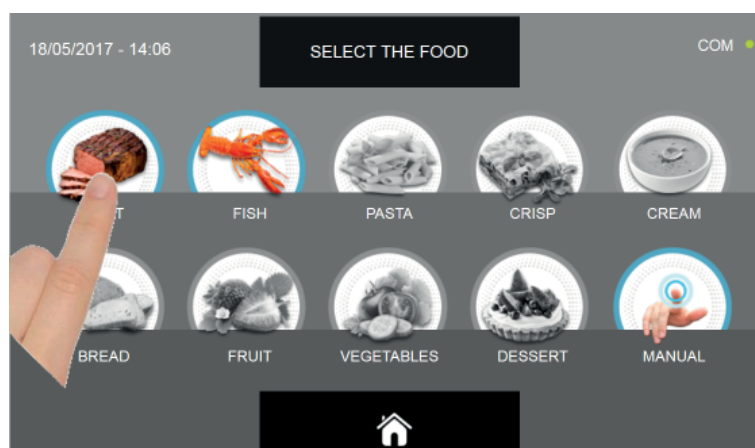 18/05/2017 - 14:06
SELECT THE FOOD
COM
FISH
PASTA
CRISP
CREAM
BREAD
FRUIT
VEGETABLES
DESSERT
MANUAL